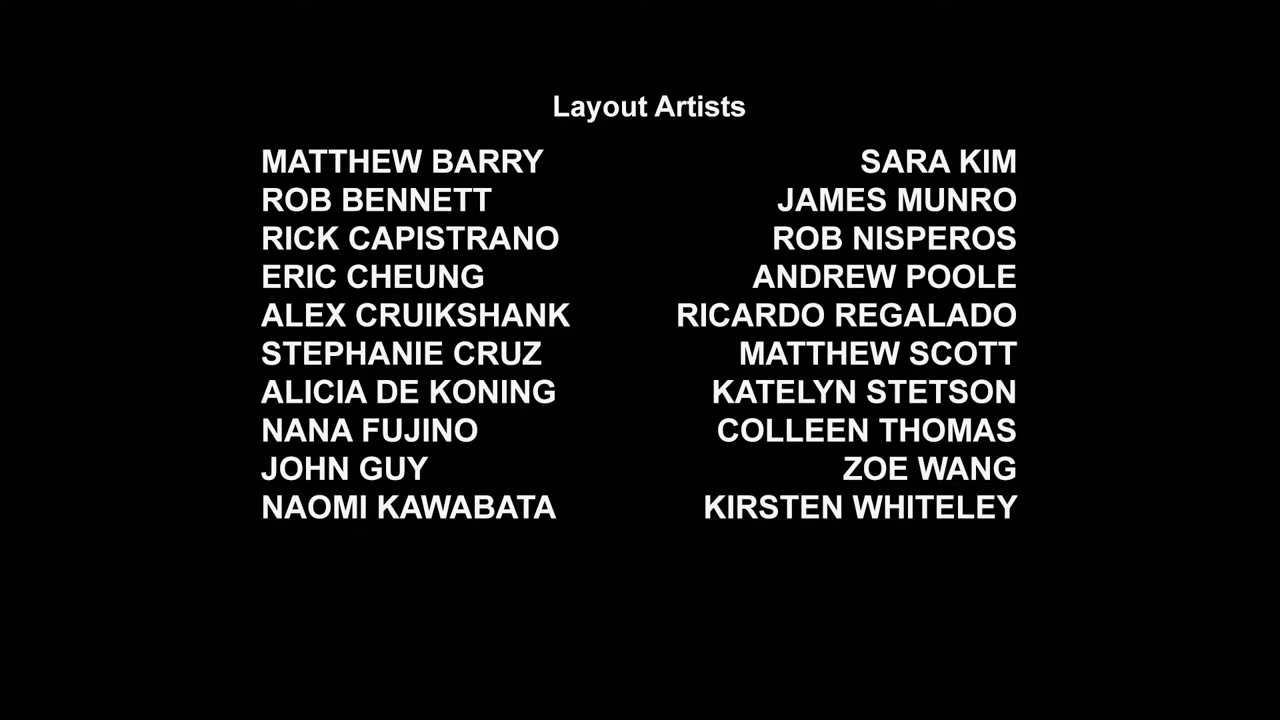 Layout Artists
MATTHEW BARRY
ROB BENNETT
RICK CAPISTRANO
ERIC CHEUNG
ALEX CRUIKSHANK
STEPHANIE CRUZ
ALICIA DE KONING
NANA FUJINO
JOHN GUY
NAOMI KAWABATA
SARA KIM
JAMES MUNRO
ROB NISPEROS
ANDREW POOLE
RICARDO REGALADO
MATTHEW SCOTT
KATELYN STETSON
COLLEEN THOMAS
ZOE WANG
KIRSTEN WHITELEY